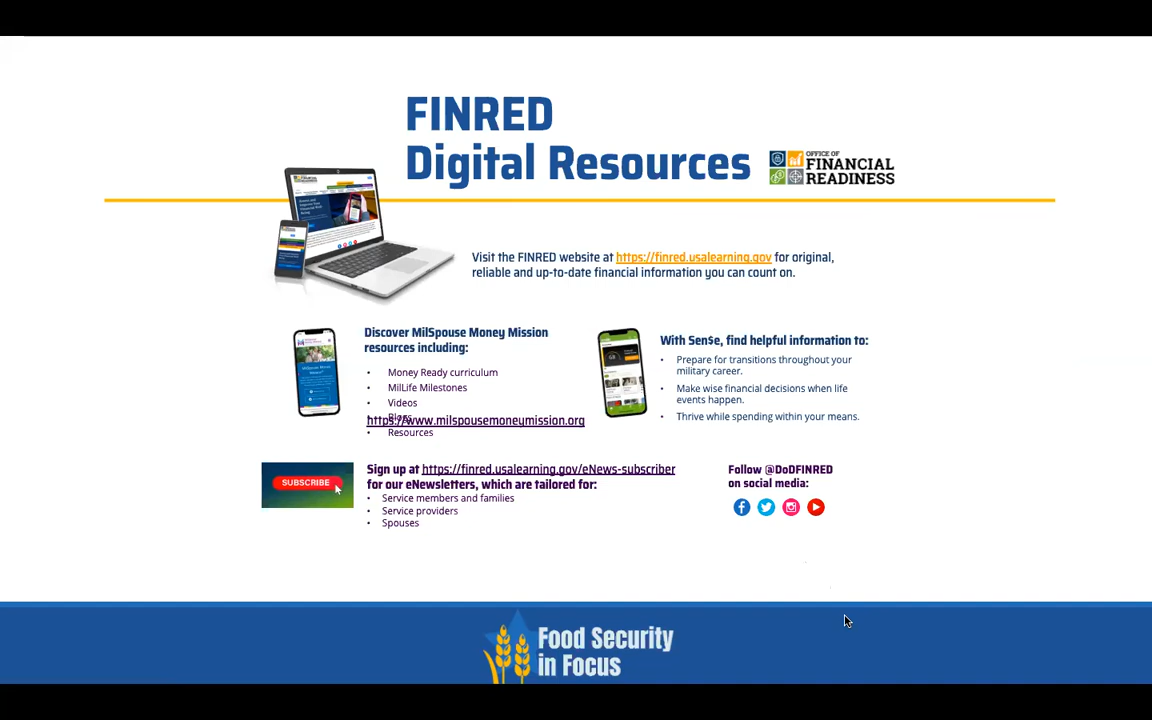 FINRED
Digital Resources
OFFICE OF
FINANCIAL
READINESS
Visit the FINRED website at https://finred.usalearning.gov for original,
reliable and up-to-date financial information you can count on.
Discover MilSpouse Money Mission
resources including:
• Money Ready curriculum
• MilLife Milestones
• Videos
• Blogs
https://www.milspousemoneymission.org
• Resources
With Sen$e, find helpful information to:
• Prepare for transitions throughout your
military career.
• Make wise financial decisions when life
events happen.
• Thrive while spending within your means.
SUBSCRIBE
Sign up at https://finred.usalearning.gov/eNews-subscriber
for our eNewsletters, which are tailored for:
• Service members and families
• Service providers
• Spouses
Follow @DoDFINRED
on social media:
Food Security
in Focus